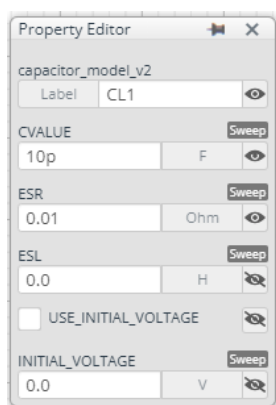 Property Editor
capacitor_model_v2
Label CL1
CVALUE Sweep
10p F
ESR Sweep
0.01 Ohm
ESL Sweep
0.0 H
USE_INITIAL_VOLTAGE
INITIAL_VOLTAGE Sweep
0.0 V